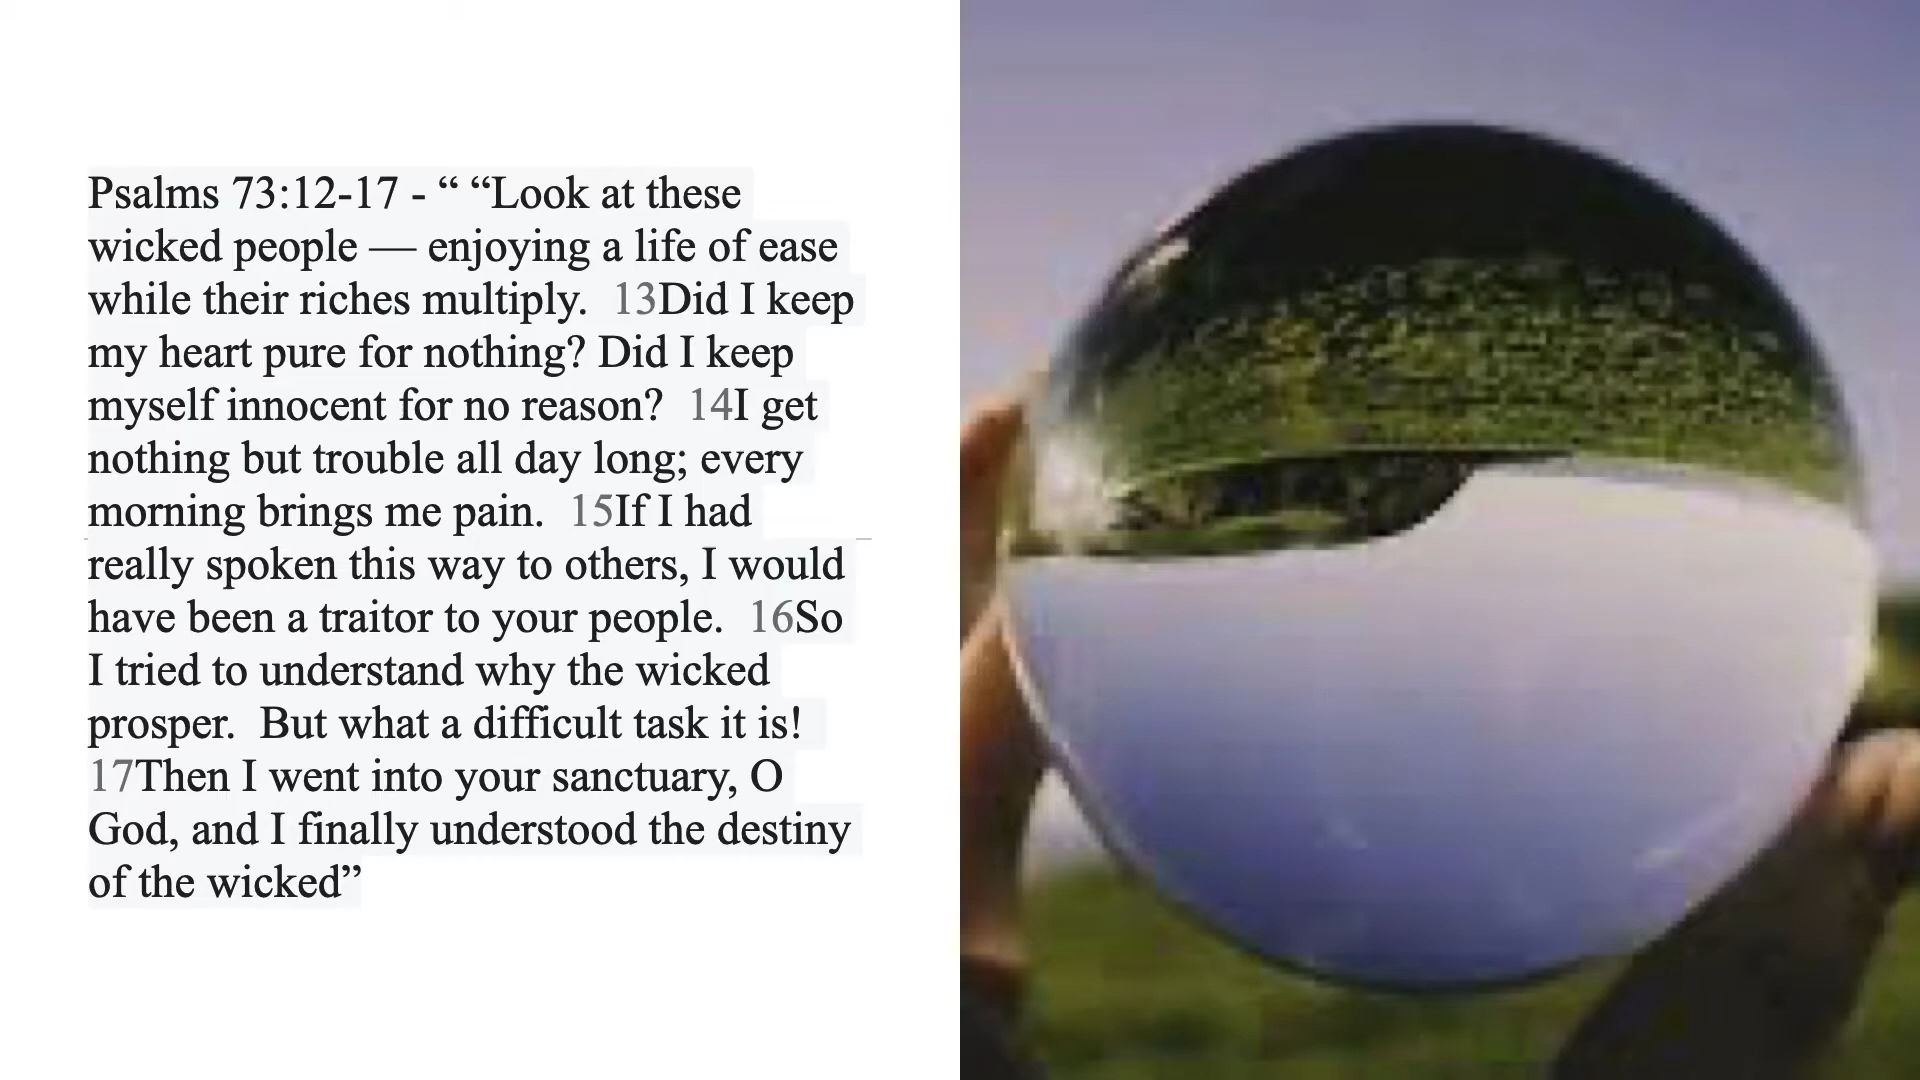 Psalms 73:12-17 - “ “Look at these
wicked people — enjoying a life of ease
while their riches multiply.  13Did I keep
my heart pure for nothing? Did I keep
myself innocent for no reason?  14I get
nothing but trouble all day long; every
morning brings me pain.  15If I had
really spoken this way to others, I would
have been a traitor to your people.  16So
I tried to understand why the wicked
prosper.  But what a difficult task it is!
17Then I went into your sanctuary, O
God, and I finally understood the destiny
of the wicked”